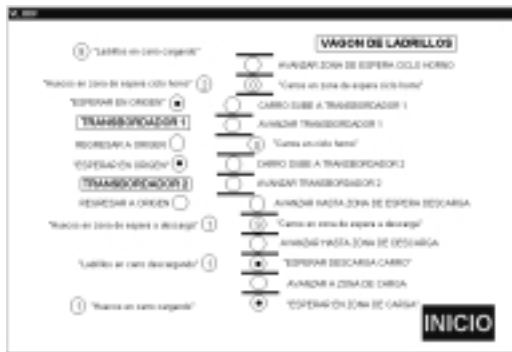 VAGON DE LADRILLOS
"Ladrillos en carro cargando"
AVANZAR ZONA DE ESPERA CICLO HORNO
"Huecos en zona de espera ciclo horno"
"Carros en zona de espera ciclo horno"
"ESPERAR EN ORIGEN"
CARRO SUBE A TRANSBORDADOR 1
TRANSBORDADOR 1
AVANZAR TRANSBORDADOR 1
REGRESAR A ORIGEN
"Carros en ciclo horno"
"ESPERAR EN ORIGEN"
CARRO SUBE A TRANSBORDADOR 2
TRANSBORDADOR 2
AVANZAR TRANSBORDADOR 2
REGRESAR A ORIGEN
AVANZAR HASTA ZONA DE ESPERA DESCARGA
"Huecos en zona de espera a descarga"
"Carros en zona de espera a descarga"
AVANZAR HASTA ZONA DE DESCARGA
"Ladrillos en carro descargando"
"ESPERAR DESCARGA CARRO"
AVANZAR A ZONA DE CARGA
"Huecos en carro cargando"
"ESPERAR EN ZONA DE CARGA"
INICIO